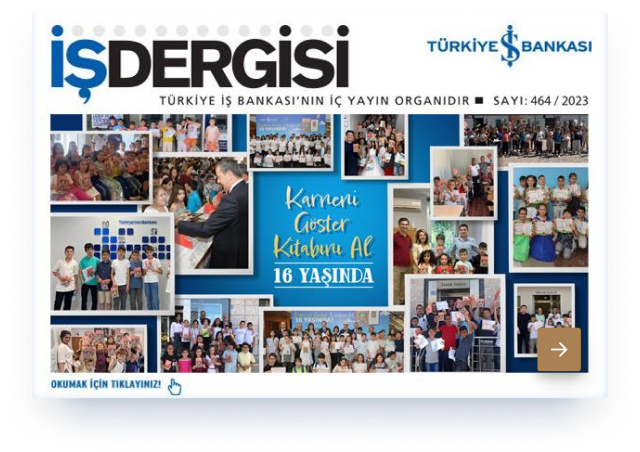 İŞDERGİSİ
TÜRKİYE İŞ BANKASI
TÜRKİYE İŞ BANKASI'NIN İÇ YAYIN ORGANIDIR ■ SAYI: 464 / 2023
Karneni
Göster
Kitabını Al
16 YAŞINDA
OKUMAK İÇİN TIKLAYINIZ!